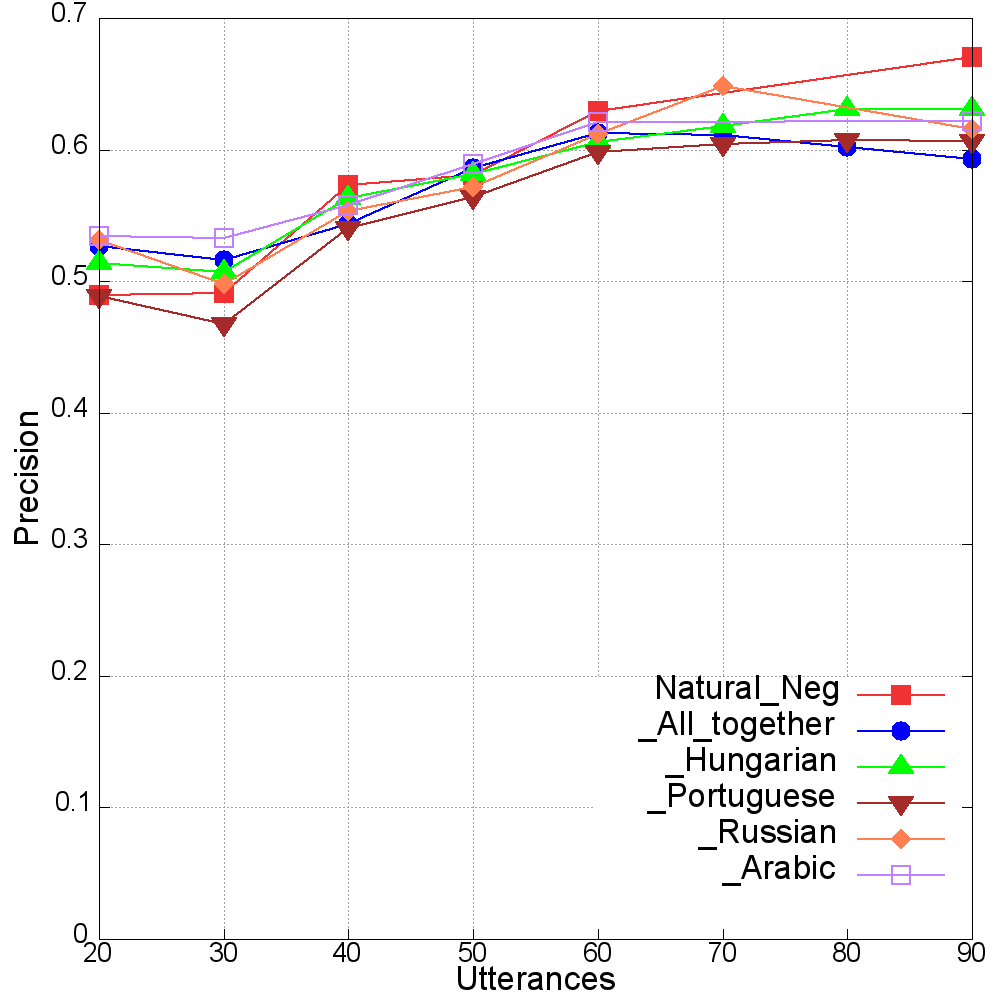 0.7
0.6
0.5
0.4
0.3
0.2
0.1
0
Precision
20 30 40 50 60 70 80 90
Utterances
Natural_Neg
_All_together
_Hungarian
_Portuguese
_Russian
_Arabic